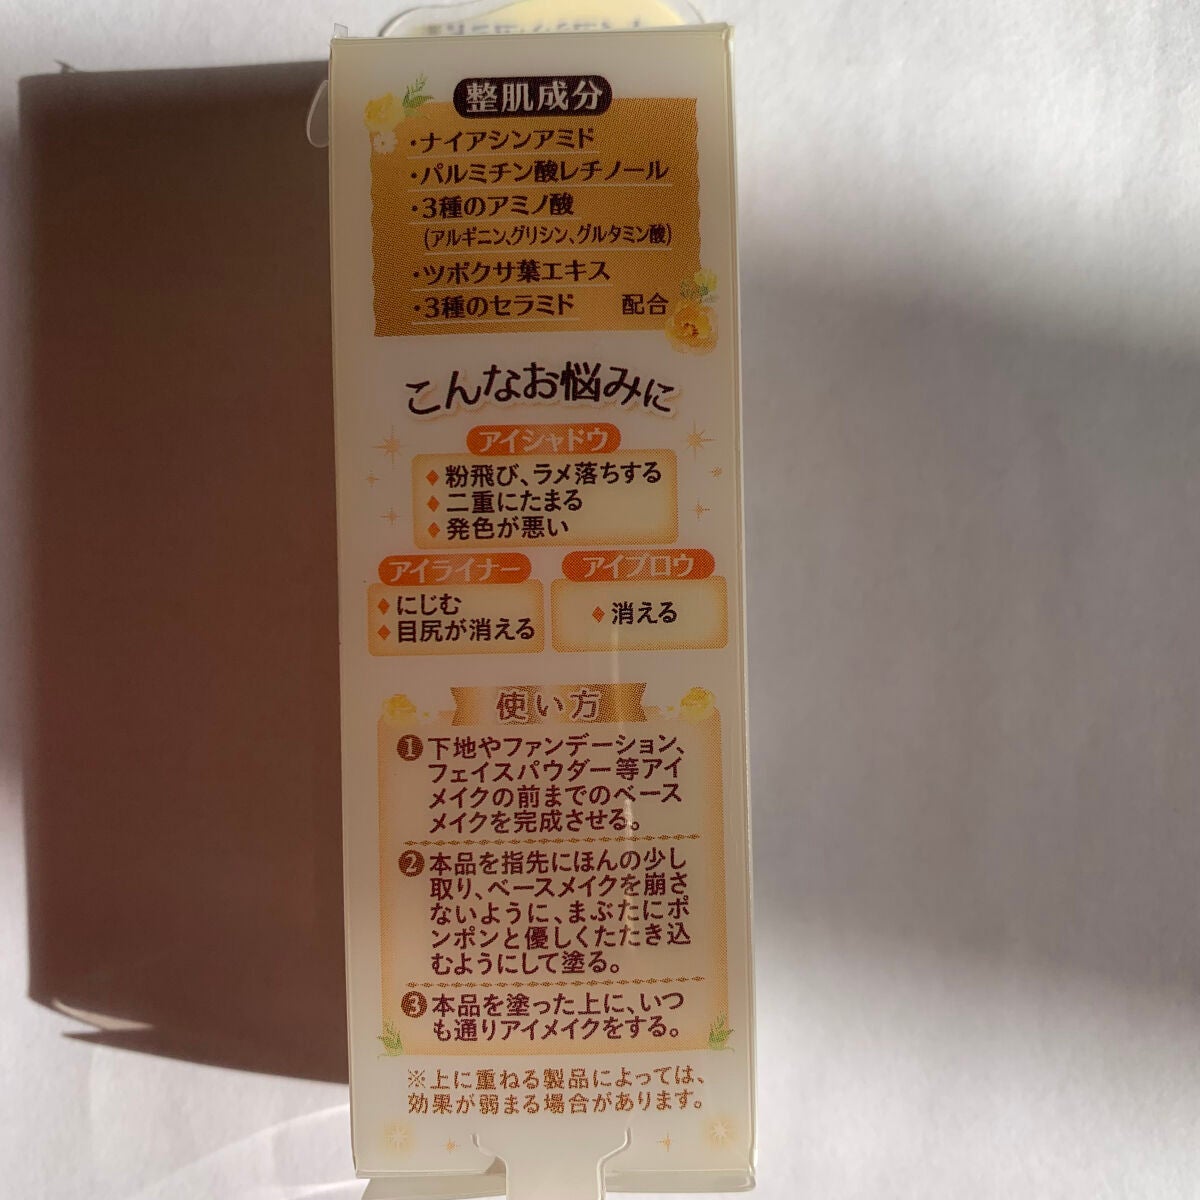 整肌成分
・ナイアシンアミド
・パルミチン酸レチノール
・3種のアミノ酸
(アルギニン、グリシン、グルタミン酸)
・ツボクサ葉エキス
・3種のセラミド 配合
こんなお悩みに
アイシャドウ
◆粉飛び、ラメ落ちする
◆二重にたまる
◆発色が悪い
アイライナー
◆にじむ
◆目尻が消える
アイブロウ
◆消える
使い方
❶下地やファンデーション、
フェイスパウダー等アイ
メイクの前までのベース
メイクを完成させる。
❷本品を指先にほんの少し
取り、ベースメイクを崩さ
ないように、まぶたにポ
ンポンと優しくたたき込
むようにして塗る。
❸本品を塗った上に、いつ
も通りアイメイクをする。
※上に重ねる製品によっては、
効果が弱まる場合があります。